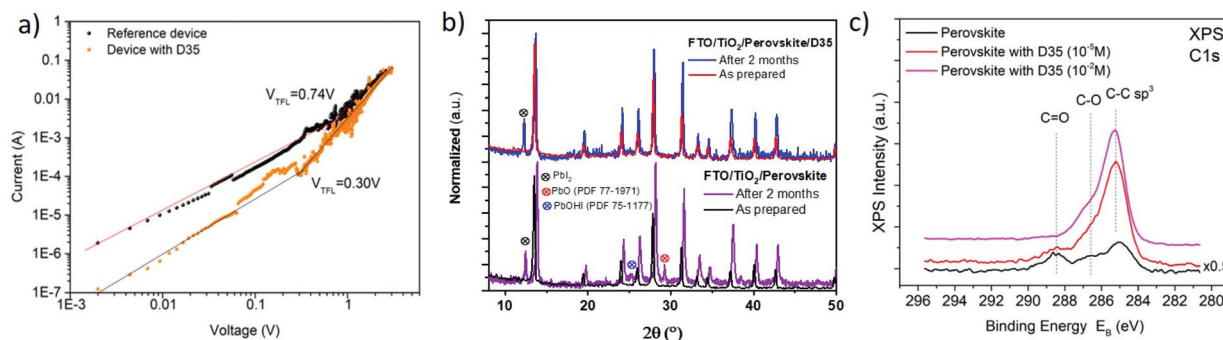 a)
Current (A)
1
0.1
0.01
1E-3
1E-4
1E-5
1E-6
1E-7
Reference device
Device with D35
V_TFL=0.74V
V_TFL=0.30V
0.01
0.1
1
Voltage (V)
b)
Normalized (a.u.)
FTO/TiO₂/Perovskite/D35
After 2 months
As prepared
FTO/TiO₂/Perovskite
PbI₂
PbO (PDF 77-1971)
PbOHI (PDF 75-1177)
After 2 months
As prepared
10 20 30 40 50
2θ (°)
c)
XPS Intensity (a.u.)
Perovskite
Perovskite with D35 (10⁻⁵M)
Perovskite with D35 (10⁻²M)
XPS
C1s
C=O
C-O
C-C sp³
x0.5
296 294 292 290 288 286 284 282 280
Binding Energy E_B (eV)